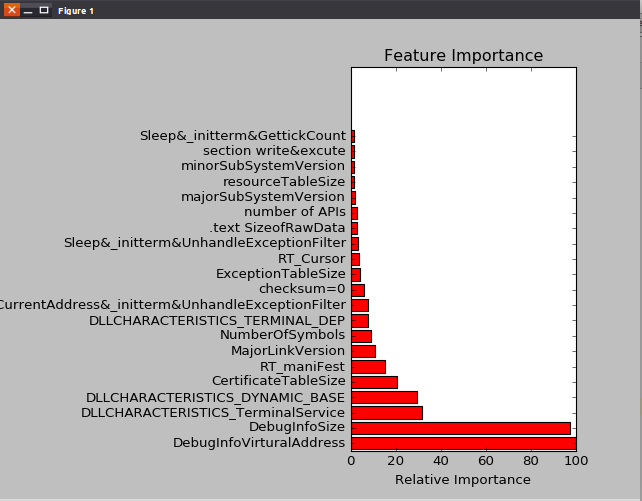 Figure 1
Feature Importance
Sleep&_initterm&GettickCount
section write&excute
minorSubSystemVersion
resourceTableSize
majorSubSystemVersion
number of APIs
.text SizeofRawData
Sleep&_initterm&UnhandleExceptionFilter
RT_Cursor
ExceptionTableSize
checksum=0
CurrentAddress&_initterm&UnhandleExceptionFilter
DLLCHARACTERISTICS_TERMINAL_DEP
NumberOfSymbols
MajorLinkVersion
RT_maniFest
CertificateTableSize
DLLCHARACTERISTICS_DYNAMIC_BASE
DLLCHARACTERISTICS_TerminalService
DebugInfoSize
DebugInfoVirturalAddress
0 20 40 60 80 100
Relative Importance